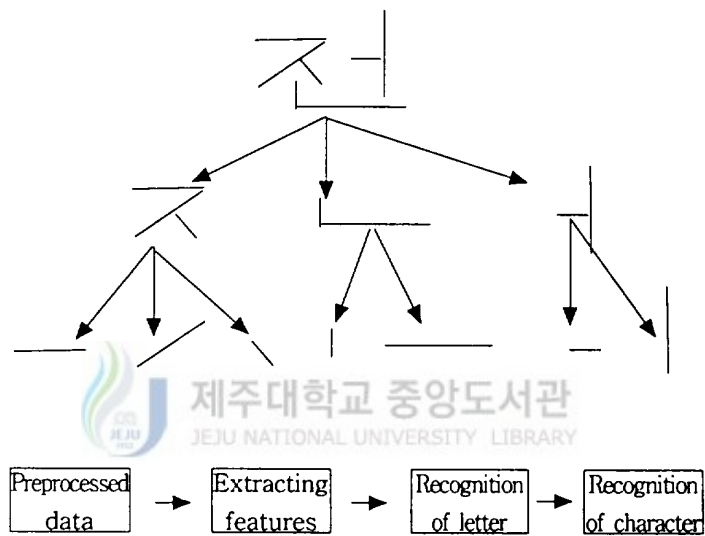 전
ㅈ ㄴ ㅓ
제주대학교 중앙도서관
JEJU
JEJU NATIONAL UNIVERSITY LIBRARY
Preprocessed data
Extracting features
Recognition of letter
Recognition of character